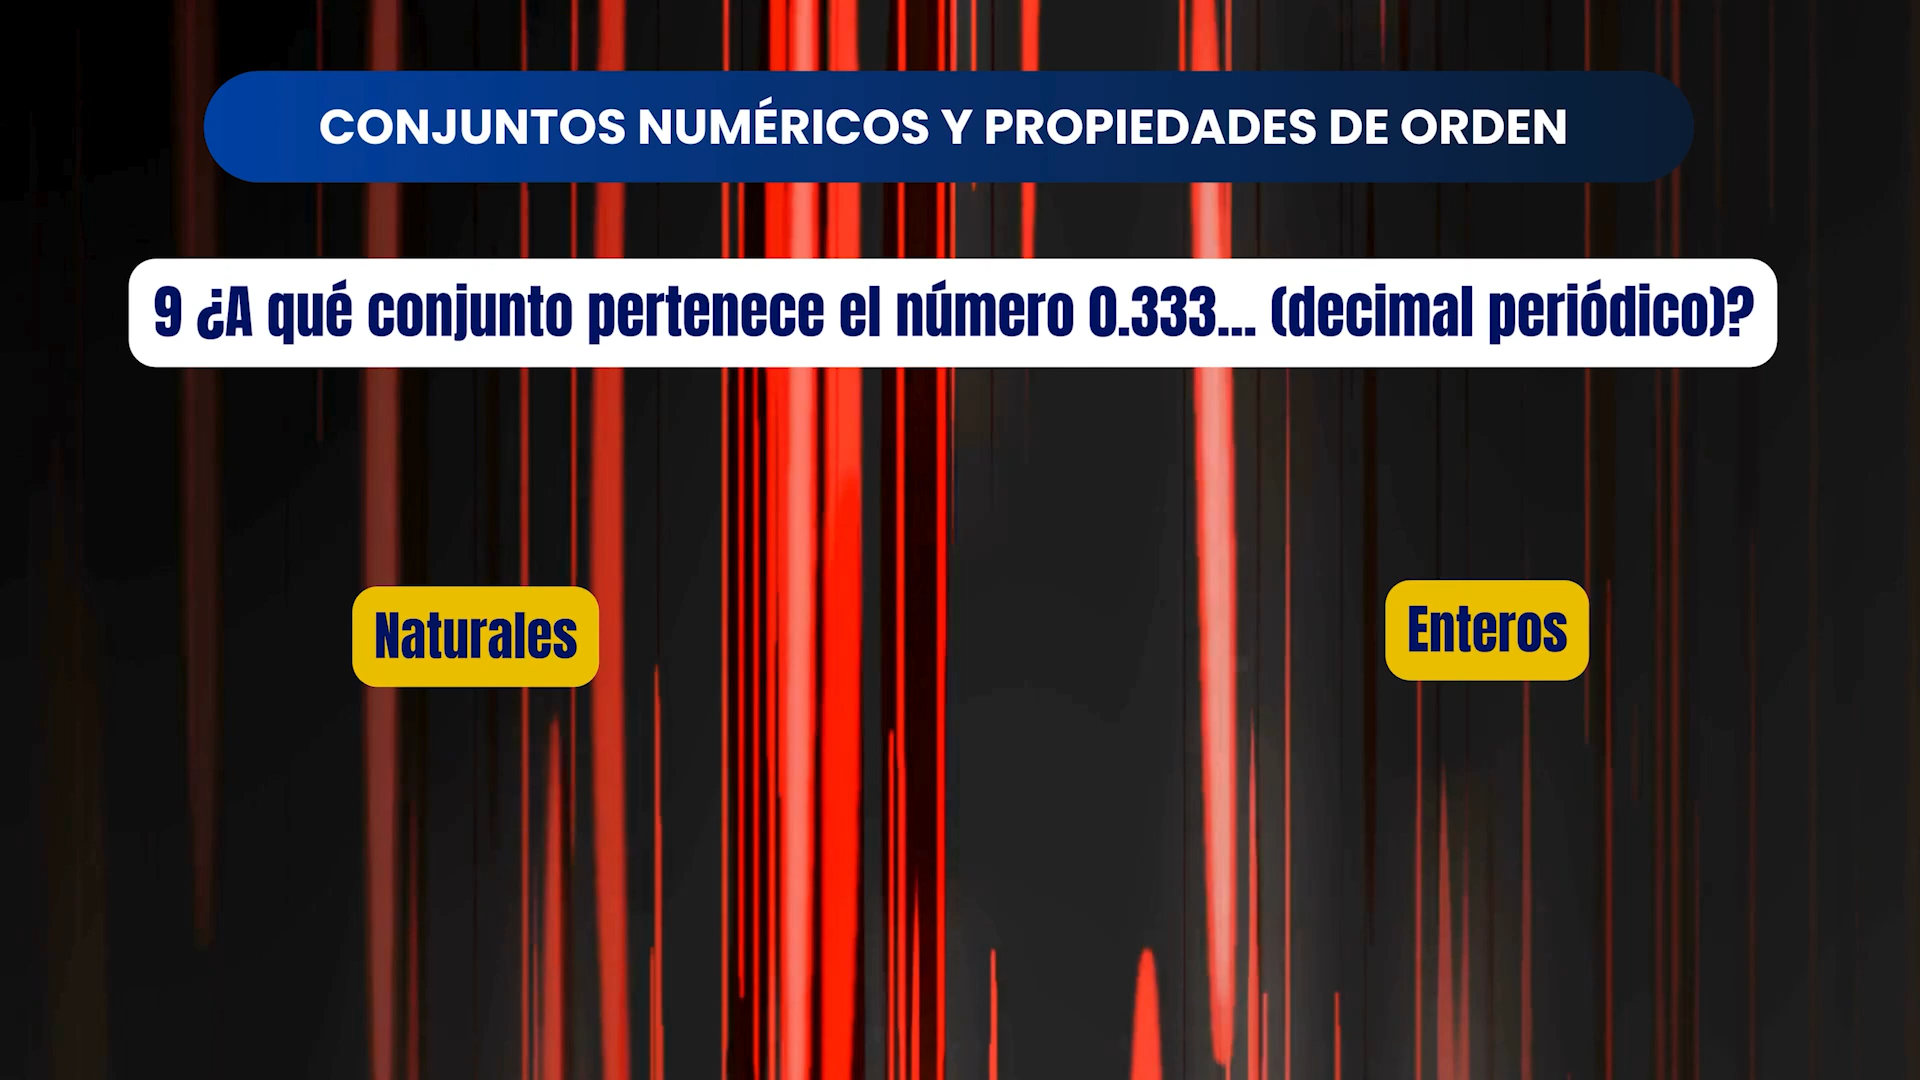 CONJUNTOS NUMÉRICOS Y PROPIEDADES DE ORDEN
9 ¿A qué conjunto pertenece el número 0.333... (decimal periódico)?
Naturales
Enteros